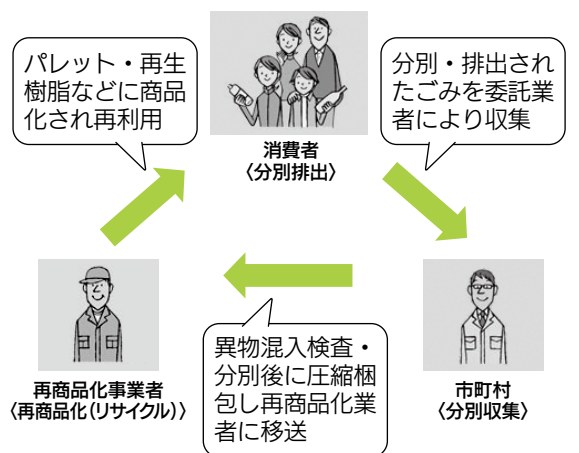 パレット・再生
樹脂などに商品
化され再利用
分別・排出され
たごみを委託業
者により収集
消費者
〈分別排出〉
異物混入検査・
分別後に圧縮梱
包し再商品化業
者に移送
再商品化事業者
〈再商品化（リサイクル）〉
市町村
〈分別収集〉